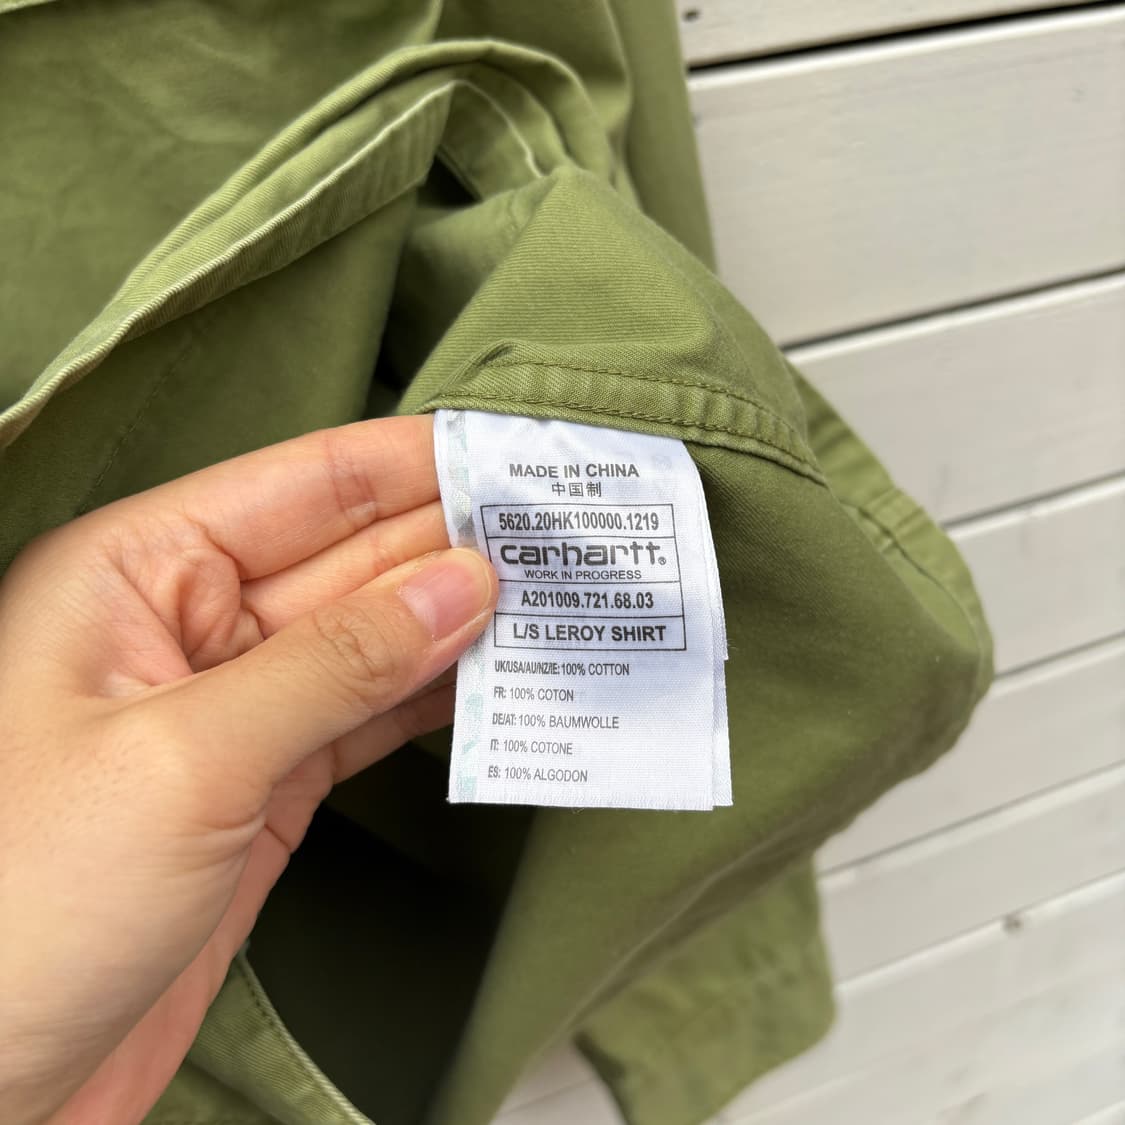 MADE IN CHINA
中国制
5620.20HK100000.1219
carhartt®
WORK IN PROGRESS
A201009.721.68.03
L/S LEROY SHIRT
UK/USA/AU/NZ/IE: 100% COTTON
FR: 100% COTON
DE/AT: 100% BAUMWOLLE
IT: 100% COTONE
ES: 100% ALGODON